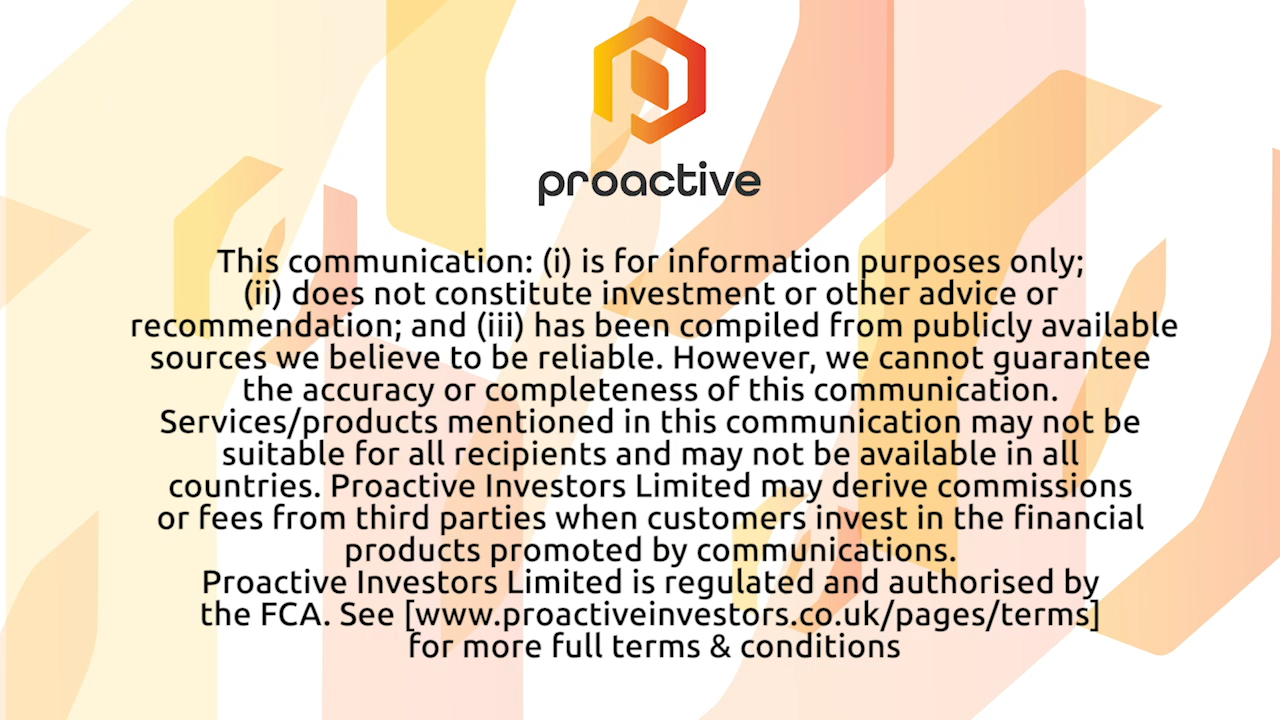 proactive
This communication: (i) is for information purposes only;
(ii) does not constitute investment or other advice or
recommendation; and (iii) has been compiled from publicly available
sources we believe to be reliable. However, we cannot guarantee
the accuracy or completeness of this communication.
Services/products mentioned in this communication may not be
suitable for all recipients and may not be available in all
countries. Proactive Investors Limited may derive commissions
or fees from third parties when customers invest in the financial
products promoted by communications.
Proactive Investors Limited is regulated and authorised by
the FCA. See [www.proactiveinvestors.co.uk/pages/terms]
for more full terms & conditions